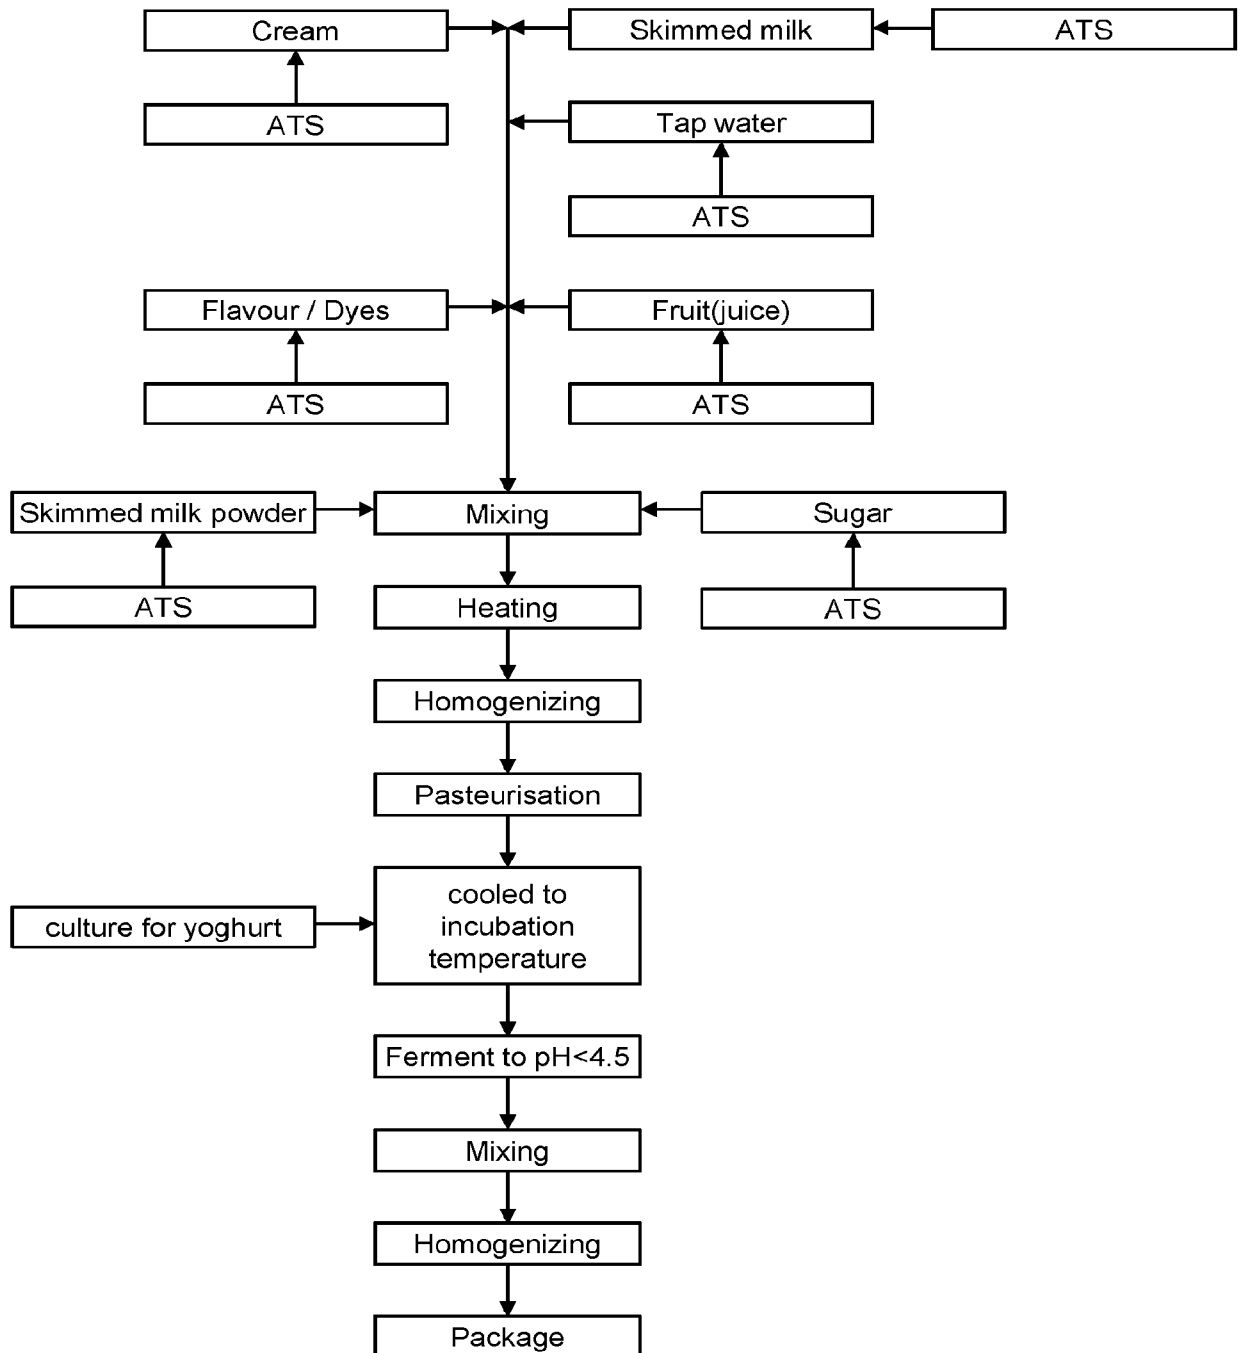 Cream
Skimmed milk
ATS
ATS
Tap water
ATS
Flavour / Dyes
Fruit(juice)
ATS
ATS
Skimmed milk powder
Mixing
Sugar
ATS
Heating
ATS
Homogenizing
Pasteurisation
culture for yoghurt
cooled to
incubation
temperature
Ferment to pH<4.5
Mixing
Homogenizing
Package